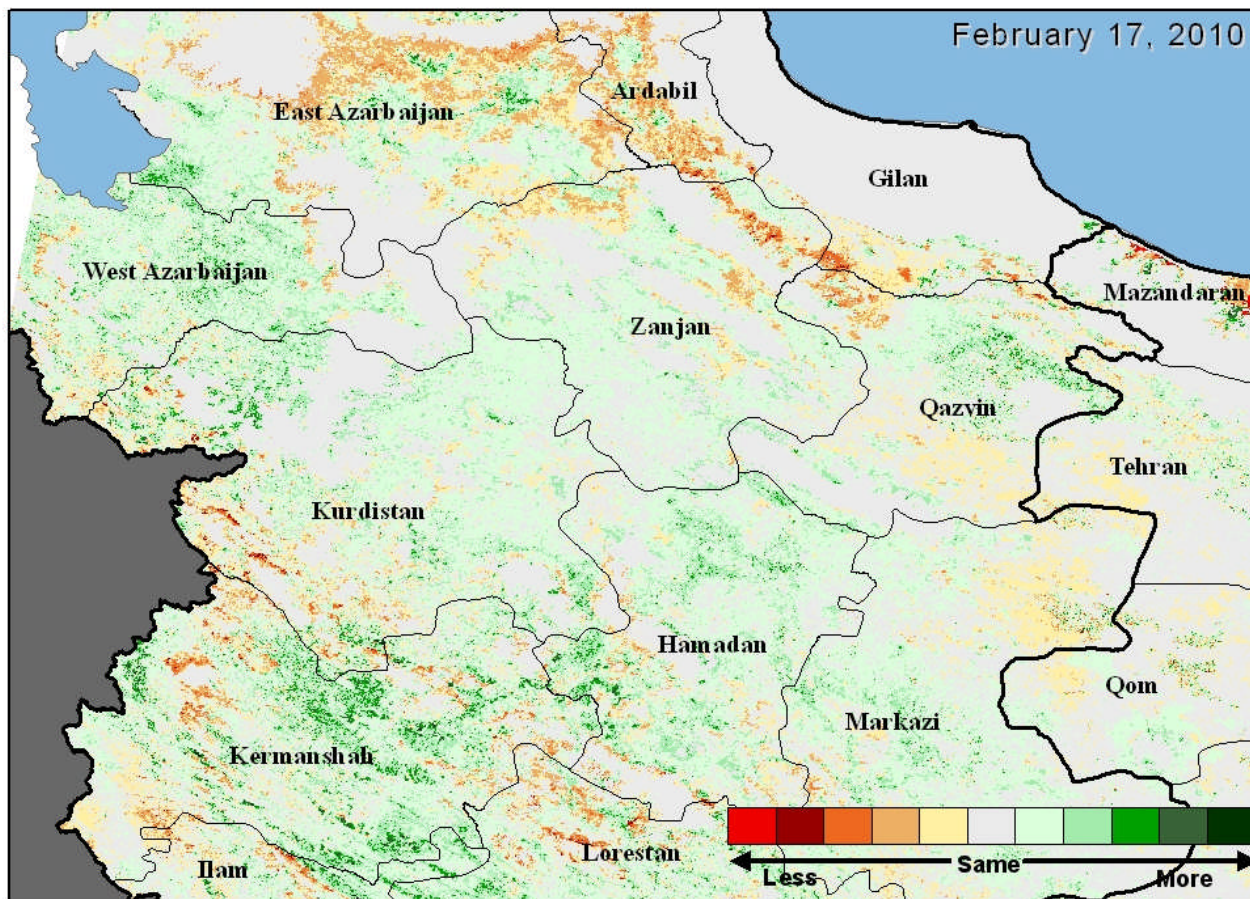 February 17, 2010
Ardabil
East Azarbaijan
Gilan
West Azarbaijan
Mazandaran
Zanjan
Qazvin
Tehran
Kurdistan
Hamadan
Qom
Markazi
Kermanshah
Lorestan
Ilam
Same
Less
More